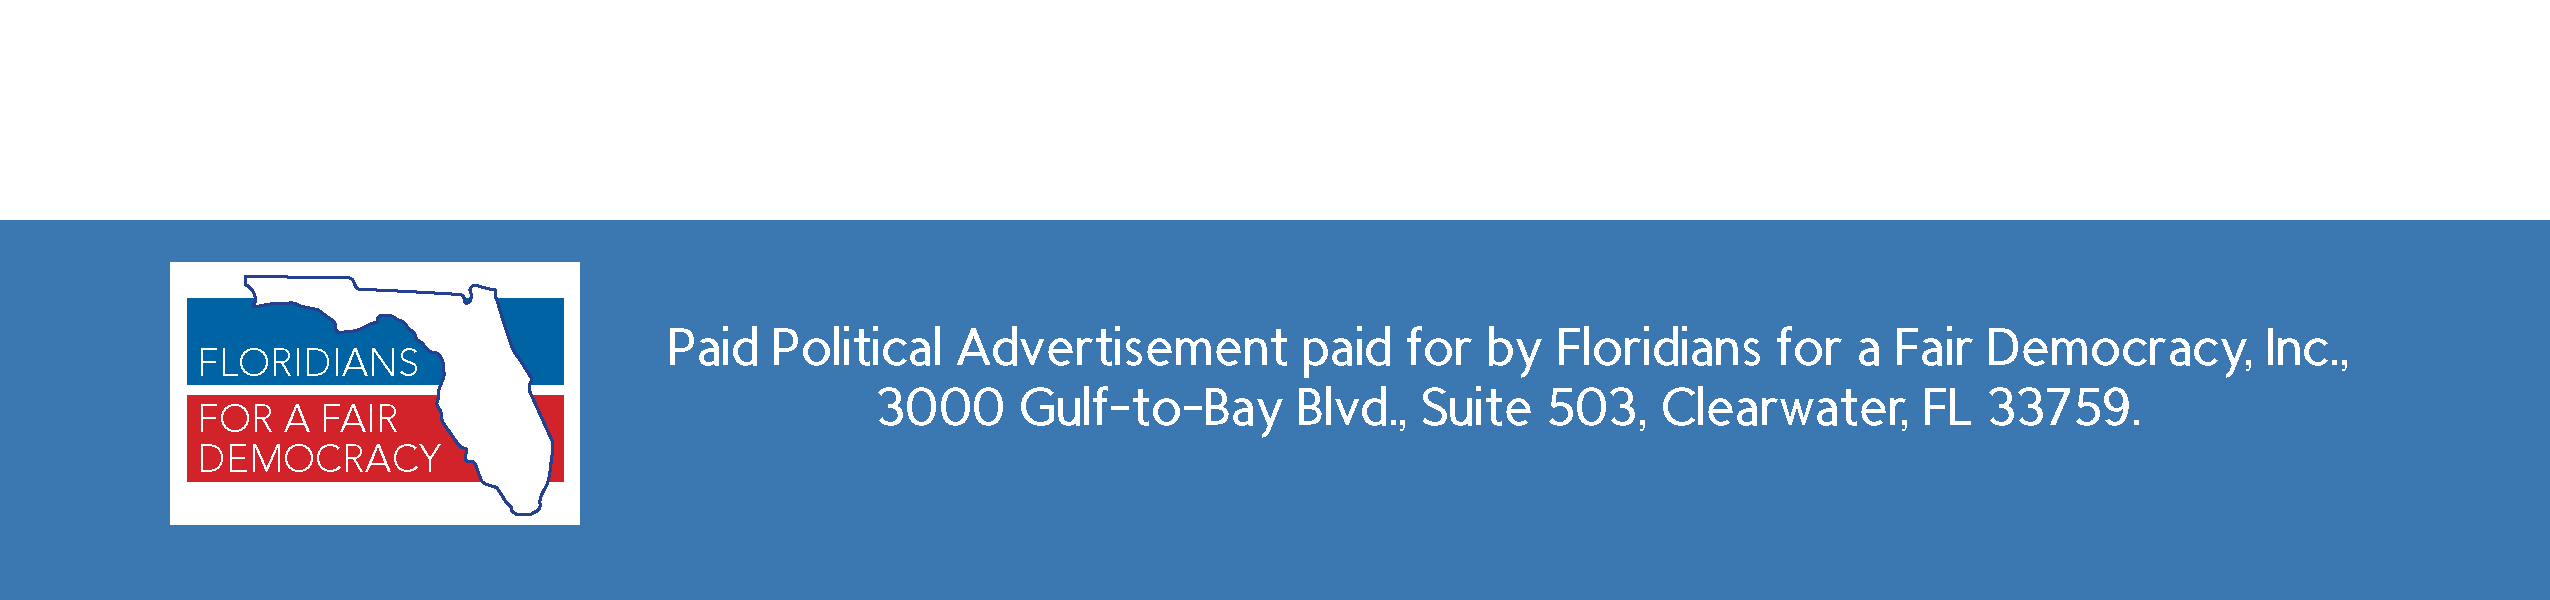 FLORIDIANS
FOR A FAIR
DEMOCRACY
Paid Political Advertisement paid for by Floridians for a Fair Democracy, Inc.,
3000 Gulf-to-Bay Blvd., Suite 503, Clearwater, FL 33759.